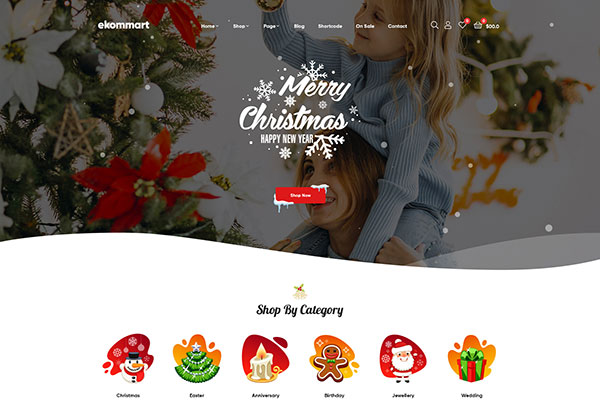 ekommart
Home
Shop
Page
Blog
Shortcode
On Sale
Contact
0
0
$00.0
Merry
Christmas
HAPPY NEW YEAR
Shop Now
Shop By Category
Christmas
Easter
Anniversary
Birthday
Jewellery
Wedding